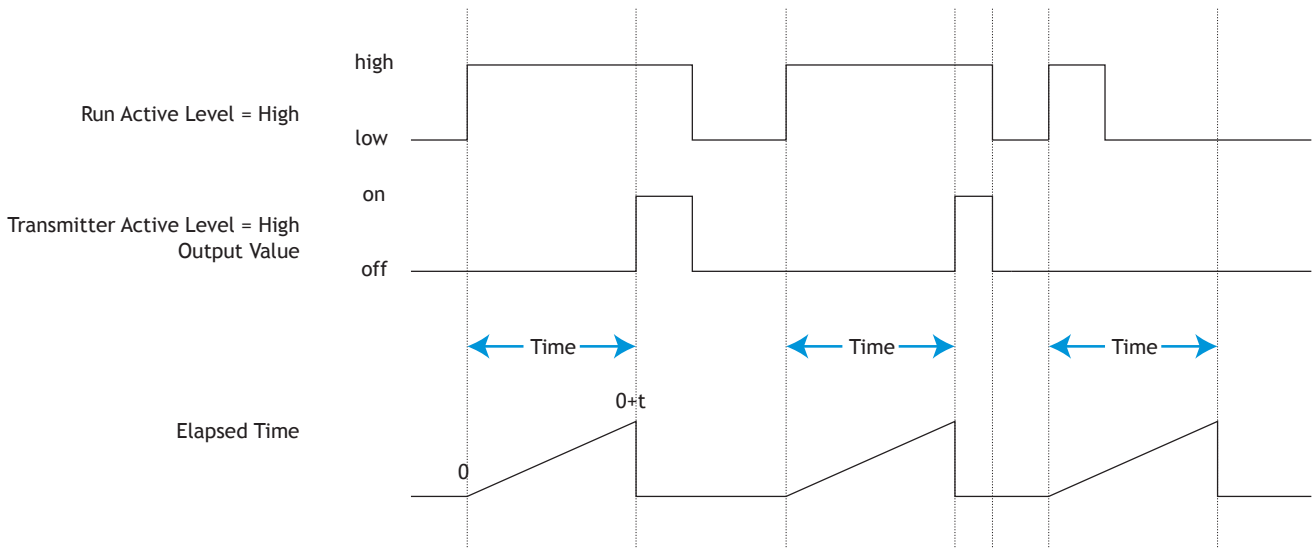 high
Run Active Level = High
low
on
Transmitter Active Level = High
Output Value
off
Time
Time
Time
0+t
Elapsed Time
0